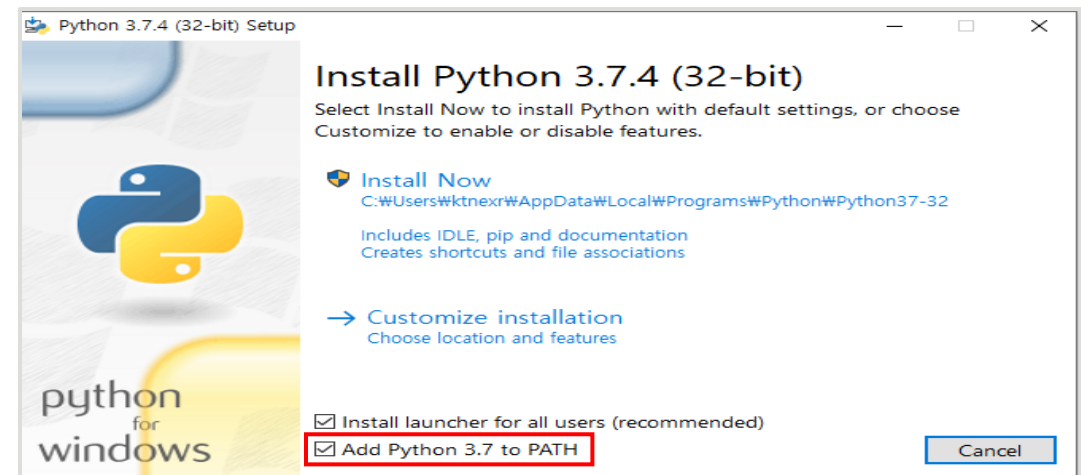 Python 3.7.4 (32-bit) Setup
Install Python 3.7.4 (32-bit)
Select Install Now to install Python with default settings, or choose
Customize to enable or disable features.
Install Now
C:₩Users₩ktnexr₩AppData₩Local₩Programs₩Python₩Python37-32
Includes IDLE, pip and documentation
Creates shortcuts and file associations
Customize installation
Choose location and features
python
for
windows
Install launcher for all users (recommended)
Add Python 3.7 to PATH
Cancel